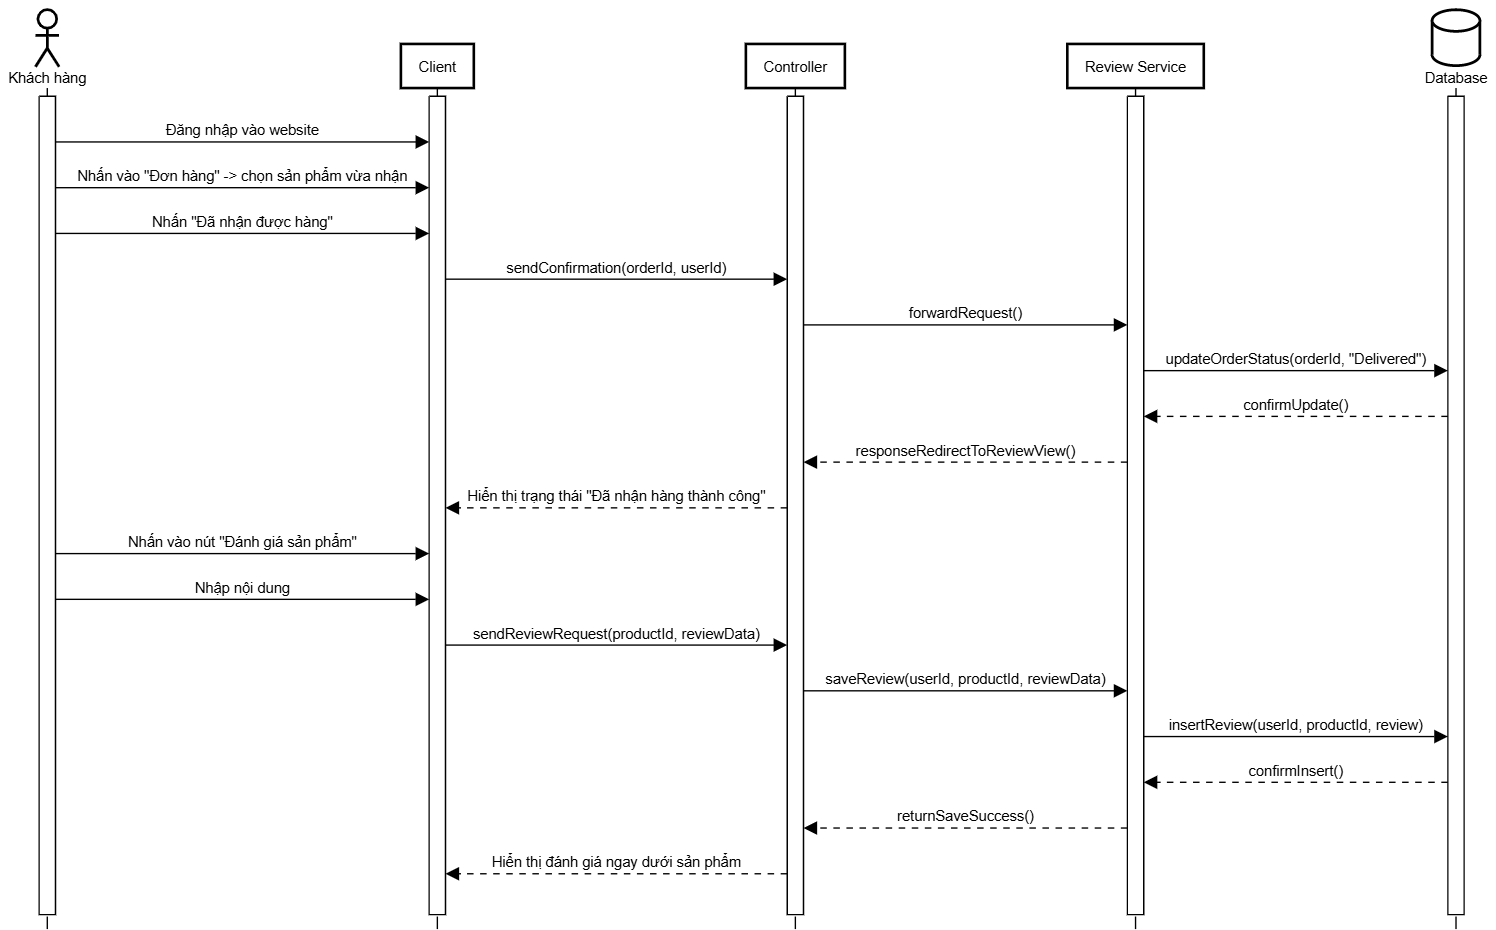 Khách hàng
Client
Controller
Review Service
Database
Đăng nhập vào website
Nhấn vào "Đơn hàng" -> chọn sản phẩm vừa nhận
Nhấn "Đã nhận được hàng"
sendConfirmation(orderId, userId)
forwardRequest()
updateOrderStatus(orderId, "Delivered")
confirmUpdate()
responseRedirectToReviewView()
Hiển thị trạng thái "Đã nhận hàng thành công"
Nhấn vào nút "Đánh giá sản phẩm"
Nhập nội dung
sendReviewRequest(productId, reviewData)
saveReview(userId, productId, reviewData)
insertReview(userId, productId, review)
confirmInsert()
returnSaveSuccess()
Hiển thị đánh giá ngay dưới sản phẩm